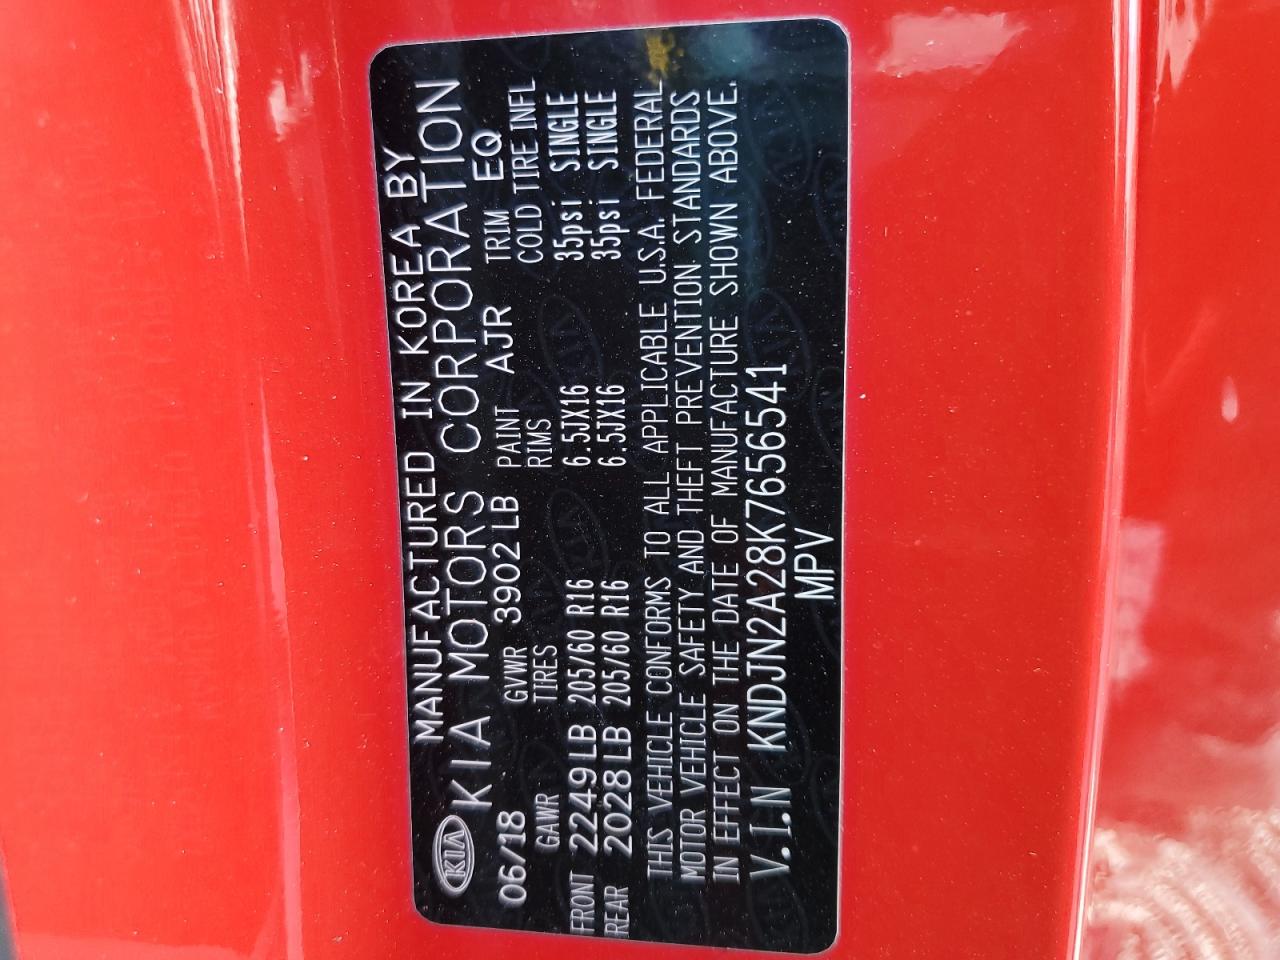 MANUFACTURED IN KOREA BY
KIA KIA MOTORS CORPORATION
06/18 GVWR 3902LB PAINT AJR TRIM EQ
GAWR TIRES RIMS COLD TIRE INFL
FRONT 2249LB 205/60 R16 6.5JX16 35psi SINGLE
REAR 2028LB 205/60 R16 6.5JX16 35psi SINGLE
THIS VEHICLE CONFORMS TO ALL APPLICABLE U.S.A. FEDERAL
MOTOR VEHICLE SAFETY AND THEFT PREVENTION STANDARDS
IN EFFECT ON THE DATE OF MANUFACTURE SHOWN ABOVE.
V.I.N KNDJN2A28K7656541
MPV